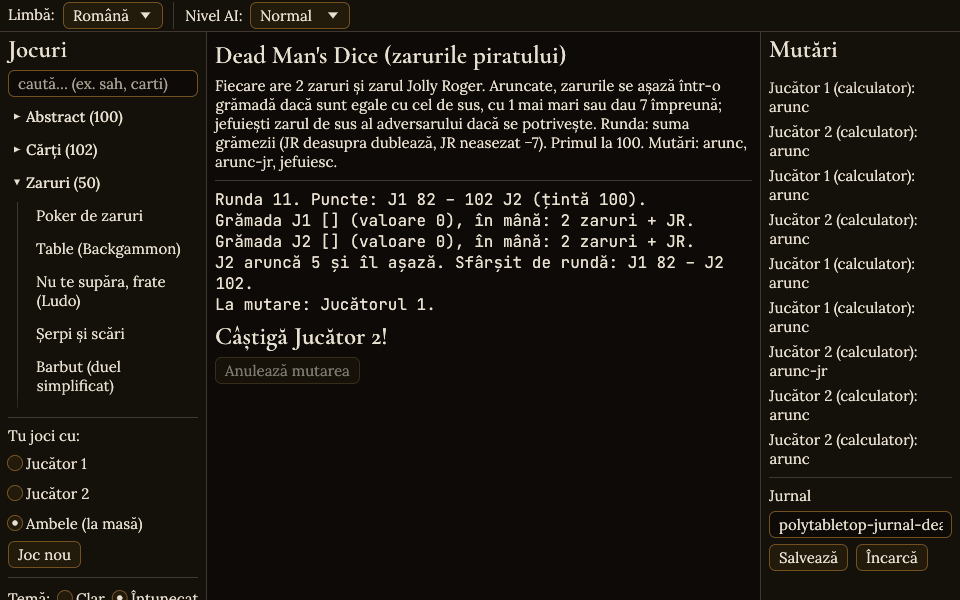 Limbă: Română ▼ Nivel AI: Normal ▼
Jocuri
caută... (ex. sah, carti)
▸ Abstract (100)
▸ Cărți (102)
▾ Zaruri (50)
Poker de zaruri
Table (Backgammon)
Nu te supăra, frate
(Ludo)
Șerpi și scări
Barbut (duel
simplificat)
Tu joci cu:
Jucător 1
Jucător 2
Ambele (la masă)
Joc nou
Temă: Clar Întunecat
Dead Man's Dice (zarurile piratului)
Fiecare are 2 zaruri și zarul Jolly Roger. Aruncate, zarurile se așază într-o
grămadă dacă sunt egale cu cel de sus, cu 1 mai mari sau dau 7 împreună;
jefuiești zarul de sus al adversarului dacă se potrivește. Runda: suma
grămezii (JR deasupra dublează, JR neasezat −7). Primul la 100. Mutări: arunc,
arunc-jr, jefuiesc.
Runda 11. Puncte: J1 82 – 102 J2 (țintă 100).
Grămada J1 [] (valoare 0), în mână: 2 zaruri + JR.
Grămada J2 [] (valoare 0), în mână: 2 zaruri + JR.
J2 aruncă 5 și îl așază. Sfârșit de rundă: J1 82 – J2
102.
La mutare: Jucătorul 1.
Câștigă Jucător 2!
Anulează mutarea
Mutări
Jucător 1 (calculator):
arunc
Jucător 2 (calculator):
arunc
Jucător 1 (calculator):
arunc
Jucător 2 (calculator):
arunc
Jucător 1 (calculator):
arunc
Jucător 1 (calculator):
arunc
Jucător 2 (calculator):
arunc-jr
Jucător 2 (calculator):
arunc
Jucător 2 (calculator):
arunc
Jurnal
polytabletop-jurnal-dea
Salvează Încarcă